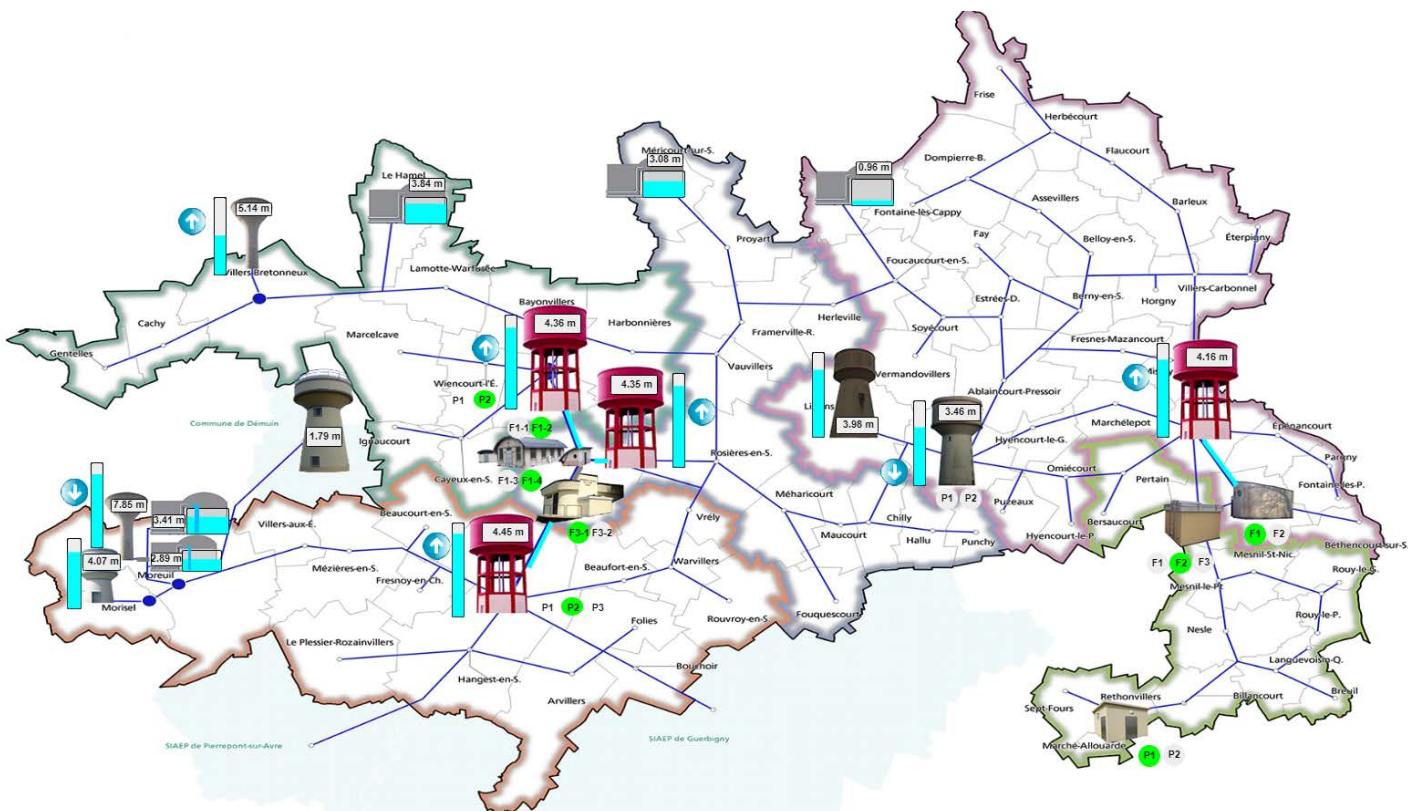 Frise
Herbécourt
Flaucourt
Dompierre-B.
Assevillers
Barleux
Fontaine-lès-Cappy
Fay
Belloy-en-S.
Éterpigny
Foucaucourt-en-S.
Estrées-D.
Berny-en-S.
Horgny
Villers-Carbonnel
Soyécourt
Fresnes-Mazancourt
Vermandovillers
Ablaincourt-Pressoir
0.96 m
Méricourt-sur-S.
3.08 m
Proyart
Herleville
Framerville-R.
Vauvillers
Le Hamel
3.84 m
5.14 m
Villers-Bretonneux
Lamotte-Warfusée
Bayonvilliers
Harbonnières
Cachy
Gentelles
Marcelcave
4.36 m
Wiencourt-l'É.
P1 P2
4.35 m
F1-1 F1-2
F1-3 F1-4
Ignaucourt
Cayeux-en-S.
Commune de Démuin
1.79 m
Rosières-en-S.
Méharicourt
3.98 m
3.46 m
P1 P2
Marchélepot
Hyencourt-le-G.
Omiécourt
Puzeaux
Hyencourt-le-P.
Pertain
Bersaucourt
4.16 m
Épénancourt
Pargny
Fontaine-les-P.
Béthencourt-sur-S.
F1 F2
Mesnil-St-Nic.
F1 F2 F3
Mesnil-le-Pt
Rouy-le-G.
Rouy-le-P.
Nesle
Languevoisin-Q.
Breuil
Billancourt
Rethonvillers
Sept-Fours
Marché-Allouarde
P1 P2
Chilly
Maucourt
Hallu
Punchy
Fouquescourt
Vrély
Warvillers
F3-1 F3-2
7.85 m
3.41 m
2.89 m
4.07 m
Moreuil
Morisel
Villers-aux-É.
Beaucourt-en-S.
Mézières-en-S.
Fresnoy-en-Ch.
4.45 m
Beaufort-en-S.
P1 P2 P3
Rouvroy-en-S.
Folies
Le Plessier-Rozainvillers
Hangest-en-S.
Arvillers
Bouchoir
SIAEP de Pierrepont-sur-Avre
SIAEP de Guerbigny